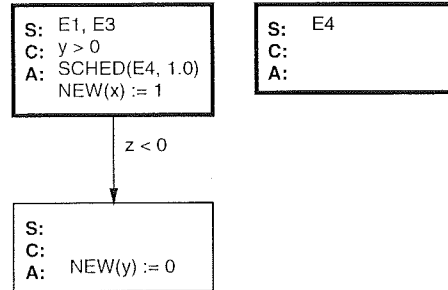 S: E1, E3
C: y > 0
A: SCHED(E4, 1.0)
NEW(x) := 1
S: E4
C:
A:
z < 0
S:
C:
A: NEW(y) := 0